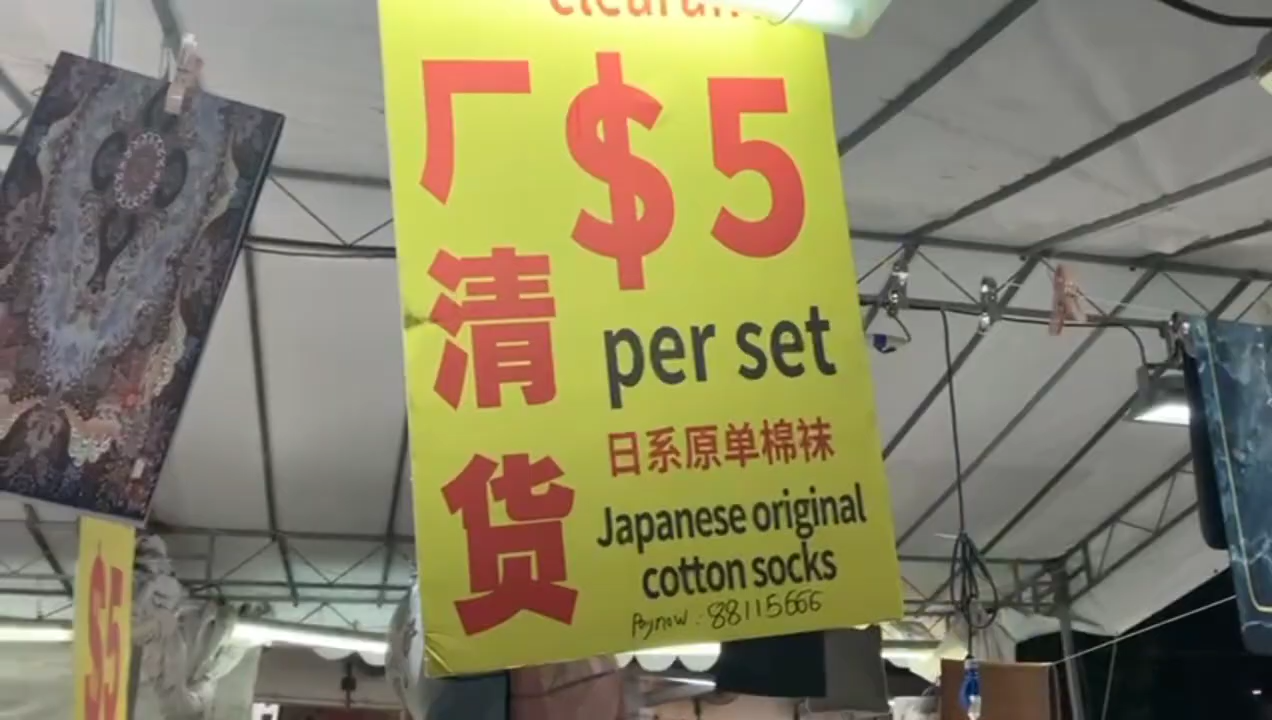 厂清货
$5
per set
日系原单棉袜
Japanese original
cotton socks
Paynow : 88115666
$5